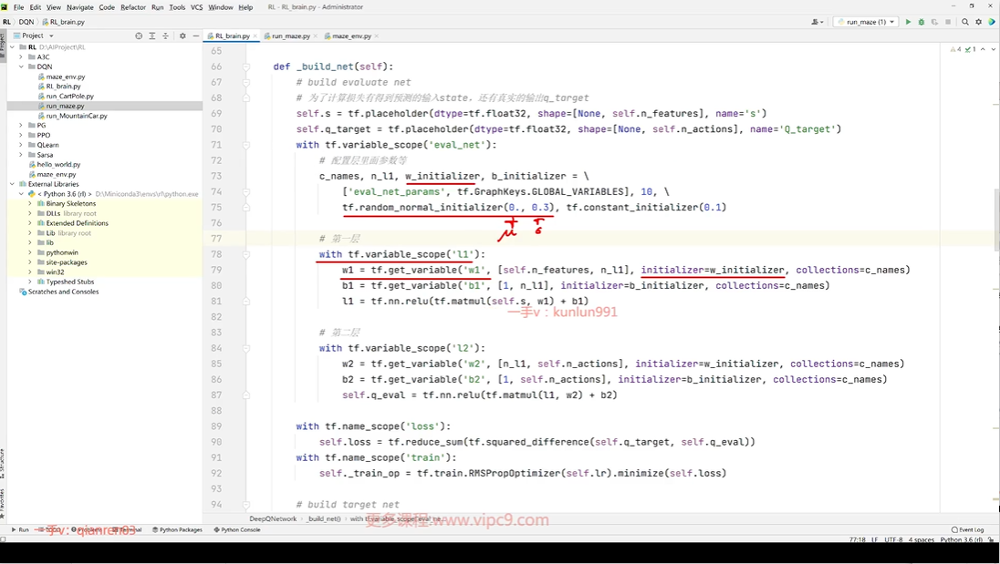 File Edit View Navigate Code Refactor Run Tools VCS Window Help RL - RL_brain.py - Administrator
RL DQN RL_brain.py run_maze (1)
Project RL_brain.py run_maze.py maze_env.py
RL D:\AIProject\RL
A3C
DQN
maze_env.py
RL_brain.py
run_CartPole.py
run_maze.py
run_MountainCar.py
PG
PPO
QLearn
Sarsa
hello_world.py
maze_env.py
External Libraries
< Python 3.6 (rl) > D:\Miniconda3\envs\rl\python.exe
Binary Skeletons
DLLs library root
Extended Definitions
Lib library root
lib
pythonwin
site-packages
win32
Typeshed Stubs
Scratches and Consoles
4 1
65
66 def _build_net(self):
67 # build evaluate net
68 # 为了计算损失有得到预测的输入state，还有真实的输出q_target
69 self.s = tf.placeholder(dtype=tf.float32, shape=[None, self.n_features], name='s')
70 self.q_target = tf.placeholder(dtype=tf.float32, shape=[None, self.n_actions], name='Q_target')
71 with tf.variable_scope('eval_net'):
72 # 配置层里面参数等
73 c_names, n_l1, w_initializer, b_initializer = \
74 ['eval_net_params', tf.GraphKeys.GLOBAL_VARIABLES], 10, \
75 tf.random_normal_initializer(0., 0.3), tf.constant_initializer(0.1)
76
μ σ
77 # 第一层
78 with tf.variable_scope('l1'):
79 w1 = tf.get_variable('w1', [self.n_features, n_l1], initializer=w_initializer, collections=c_names)
80 b1 = tf.get_variable('b1', [1, n_l1], initializer=b_initializer, collections=c_names)
81 l1 = tf.nn.relu(tf.matmul(self.s, w1) + b1)
一手v：kunlun991
82
83 # 第二层
84 with tf.variable_scope('l2'):
85 w2 = tf.get_variable('w2', [n_l1, self.n_actions], initializer=w_initializer, collections=c_names)
86 b2 = tf.get_variable('b2', [1, self.n_actions], initializer=b_initializer, collections=c_names)
87 self.q_eval = tf.nn.relu(tf.matmul(l1, w2) + b2)
88
89 with tf.name_scope('loss'):
90 self.loss = tf.reduce_sum(tf.squared_difference(self.q_target, self.q_eval))
91 with tf.name_scope('train'):
92 self._train_op = tf.train.RMSPropOptimizer(self.lr).minimize(self.loss)
93
94 # build target net
DeepQNetwork _build_net() with tf.variable_scope('eval_ne...
更多课程:www.vipc9.com
Run TODO Problems Terminal Python Packages Python Console Event Log
一手v：qianren83
77:18 LF UTF-8 4 spaces Python 3.6 (rl)